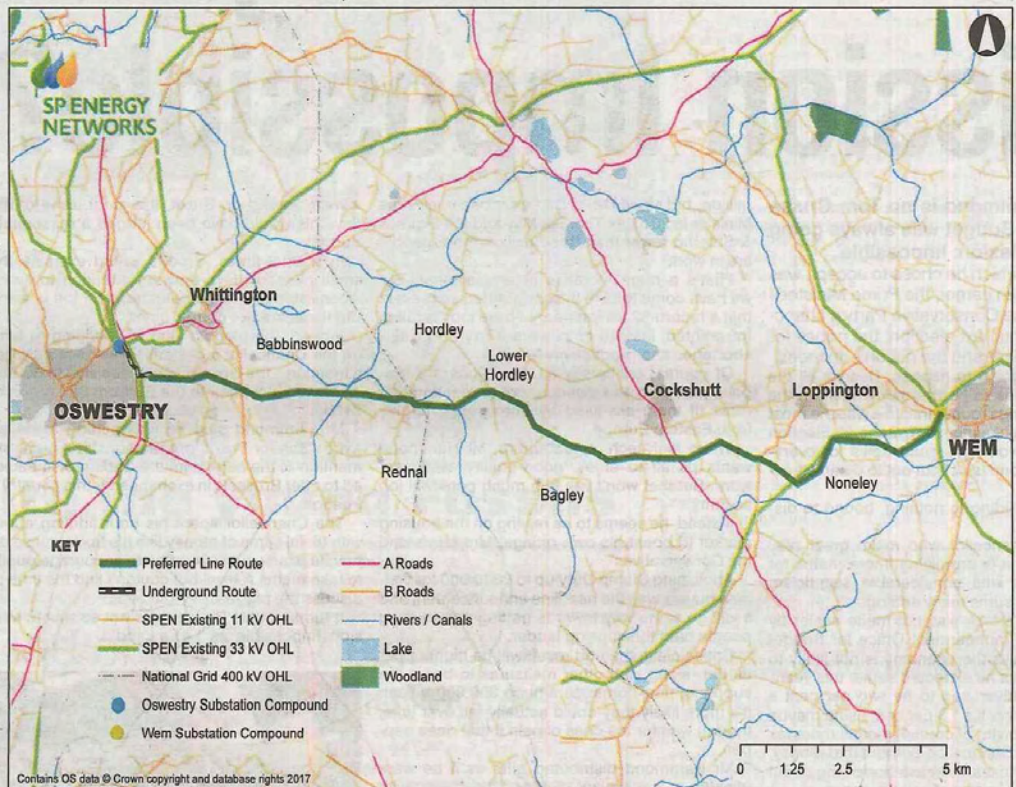 SP ENERGY
NETWORKS
Whittington
Babbinswood
Hordley
Lower
Hordley
Cockshutt
Loppington
OSWESTRY
WEM
Rednal
Bagley
Noneley
KEY
Preferred Line Route
Underground Route
SPEN Existing 11 kV OHL
SPEN Existing 33 kV OHL
National Grid 400 kV OHL
Oswestry Substation Compound
Wem Substation Compound
A Roads
B Roads
Rivers / Canals
Lake
Woodland
0 1.25 2.5 5 km
Contains OS data © Crown copyright and database rights 2017